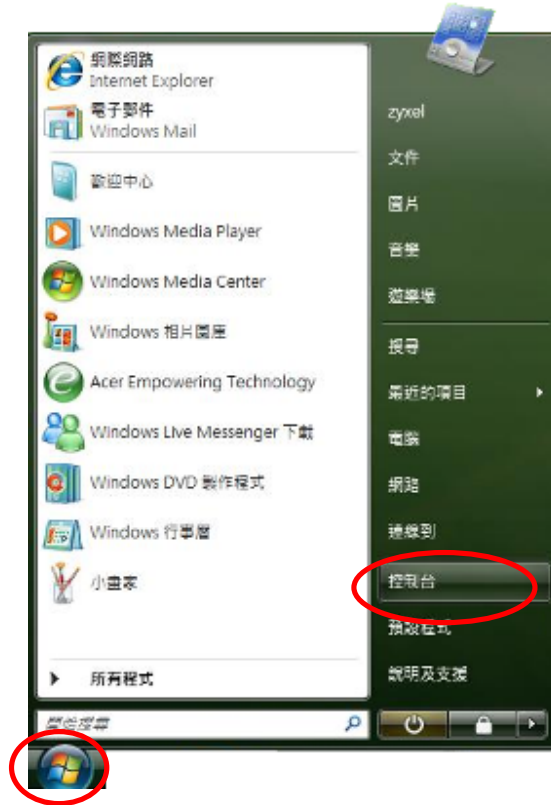 網際網路
Internet Explorer
電子郵件
Windows Mail
歡迎中心
Windows Media Player
Windows Media Center
Windows 相片圖庫
Acer Empowering Technology
Windows Live Messenger 下載
Windows DVD 製作程式
Windows 行事曆
小畫家
所有程式
開始搜尋
zyxel
文件
圖片
音樂
遊樂場
搜尋
最近的項目
電腦
網路
連線到
控制台
預設程式
說明及支援